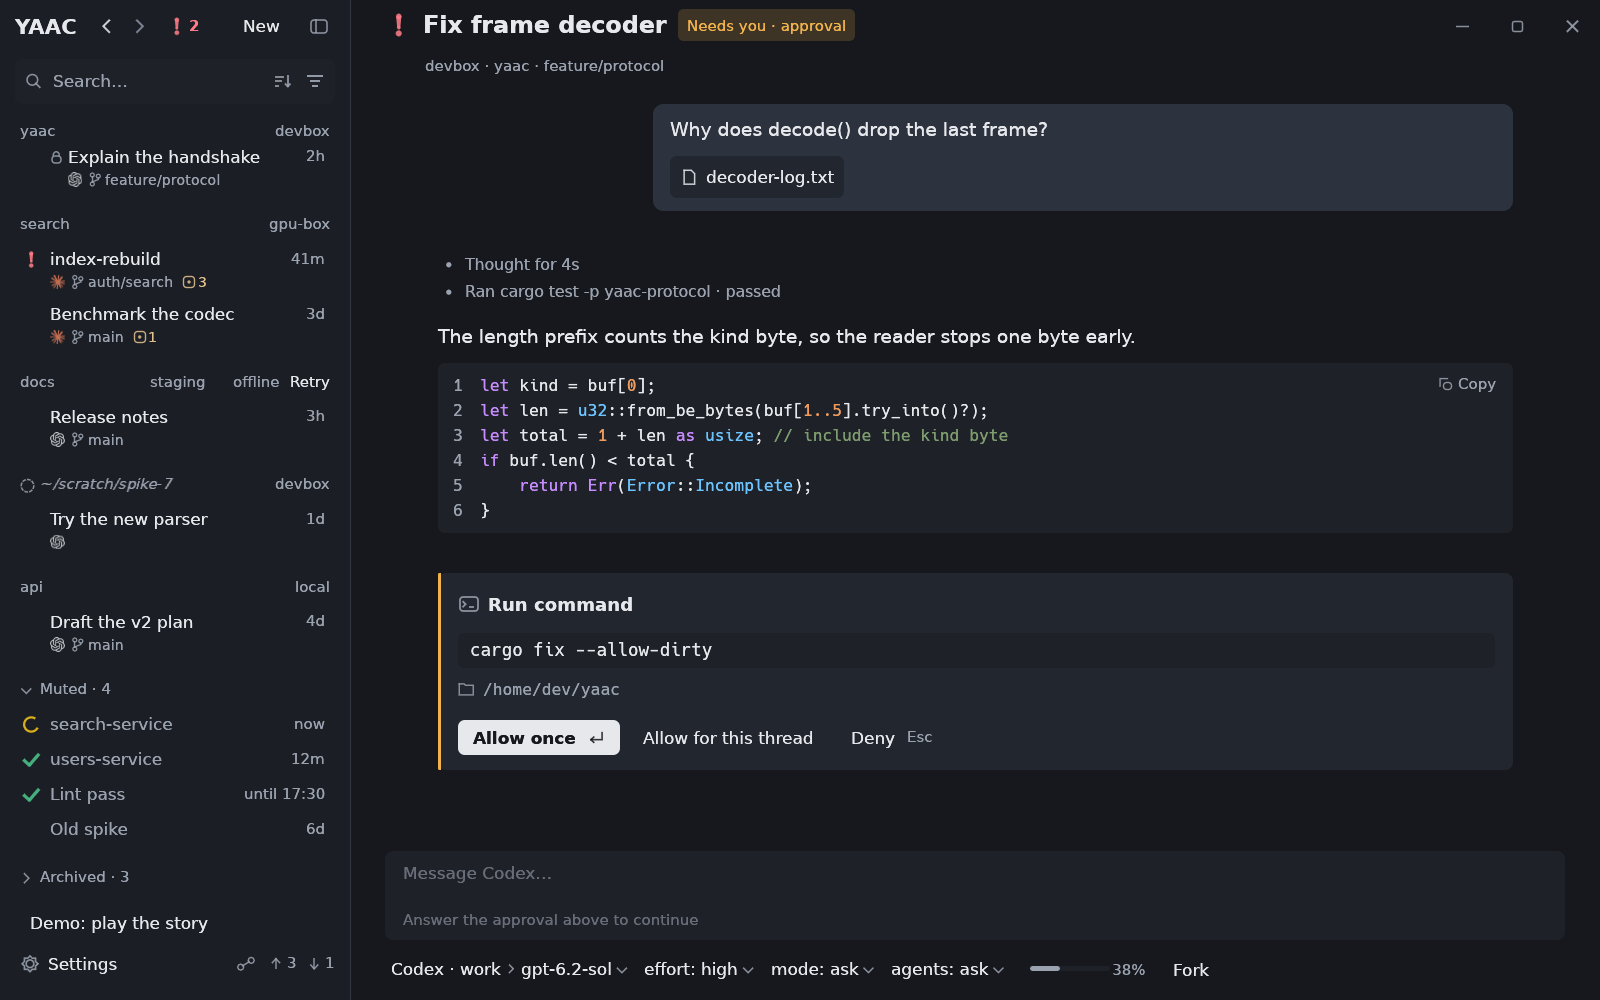 YAAC 2 New
Search…
yaac devbox
Explain the handshake 2h
feature/protocol
search gpu-box
index-rebuild 41m
auth/search 3
Benchmark the codec 3d
main 1
docs staging offline Retry
Release notes 3h
main
~/scratch/spike-7 devbox
Try the new parser 1d
api local
Draft the v2 plan 4d
main
Muted · 4
search-service now
users-service 12m
Lint pass until 17:30
Old spike 6d
Archived · 3
Demo: play the story
Settings 3 1
Fix frame decoder Needs you · approval
devbox · yaac · feature/protocol
Why does decode() drop the last frame?
decoder-log.txt
• Thought for 4s
• Ran cargo test -p yaac-protocol · passed
The length prefix counts the kind byte, so the reader stops one byte early.
Copy
1 let kind = buf[0];
2 let len = u32::from_be_bytes(buf[1..5].try_into()?);
3 let total = 1 + len as usize; // include the kind byte
4 if buf.len() < total {
5     return Err(Error::Incomplete);
6 }
Run command
cargo fix --allow-dirty
/home/dev/yaac
Allow once Allow for this thread Deny Esc
Message Codex…
Answer the approval above to continue
Codex · work gpt-6.2-sol effort: high mode: ask agents: ask 38% Fork